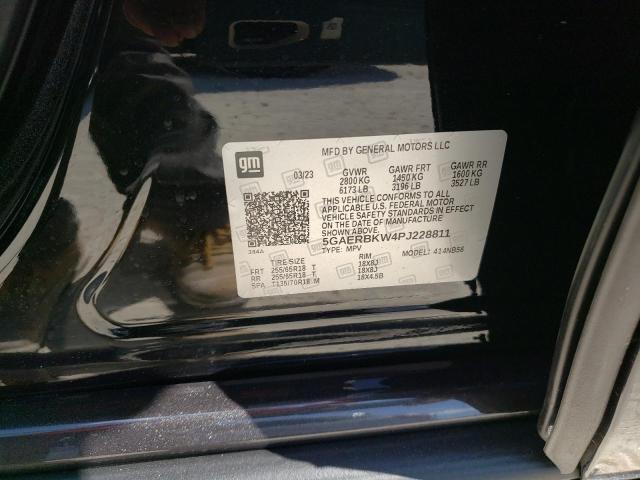 MFD BY GENERAL MOTORS LLC
gm 03/23 GVWR GAWR FRT GAWR RR
2800 KG 1450 KG 1600 KG
6173 LB 3196 LB 3527 LB
THIS VEHICLE CONFORMS TO ALL
APPLICABLE U.S. FEDERAL MOTOR
VEHICLE SAFETY STANDARDS IN EFFECT
ON THE DATE OF MANUFACTURE
5GAERBKW4PJ228811
TYPE: MPV MODEL: 414NB56
TIRE SIZE RIM
FRT 255/65R18 T 18X8J
RR 255/65R18 T 18X8J
SPA T135/70R18 M 18X4.5B